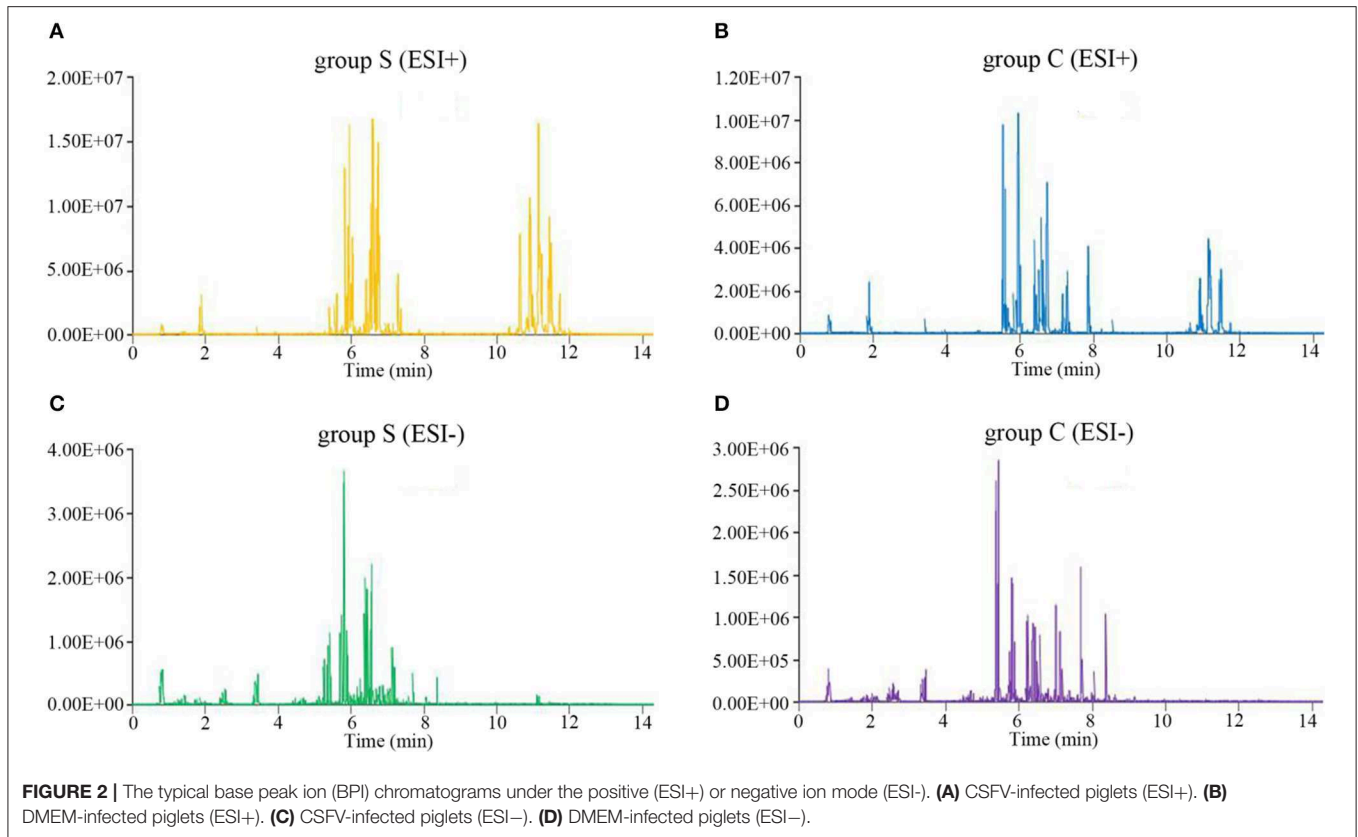 A
group S (ESI+)
2.00E+07
1.50E+07
1.00E+07
5.00E+06
0.00E+00
0 2 4 6 8 10 12 14
Time (min)
B
group C (ESI+)
1.20E+07
1.00E+07
8.00E+06
6.00E+06
4.00E+06
2.00E+06
0.00E+00
0 2 4 6 8 10 12 14
Time (min)
C
group S (ESI-)
4.00E+06
3.00E+06
2.00E+06
1.00E+06
0.00E+00
0 2 4 6 8 10 12 14
Time (min)
D
group C (ESI-)
3.00E+06
2.50E+06
2.00E+06
1.50E+06
1.00E+06
5.00E+05
0.00E+00
0 2 4 6 8 10 12 14
Time (min)
FIGURE 2 | The typical base peak ion (BPI) chromatograms under the positive (ESI+) or negative ion mode (ESI-). (A) CSFV-infected piglets (ESI+). (B)
DMEM-infected piglets (ESI+). (C) CSFV-infected piglets (ESI−). (D) DMEM-infected piglets (ESI−).